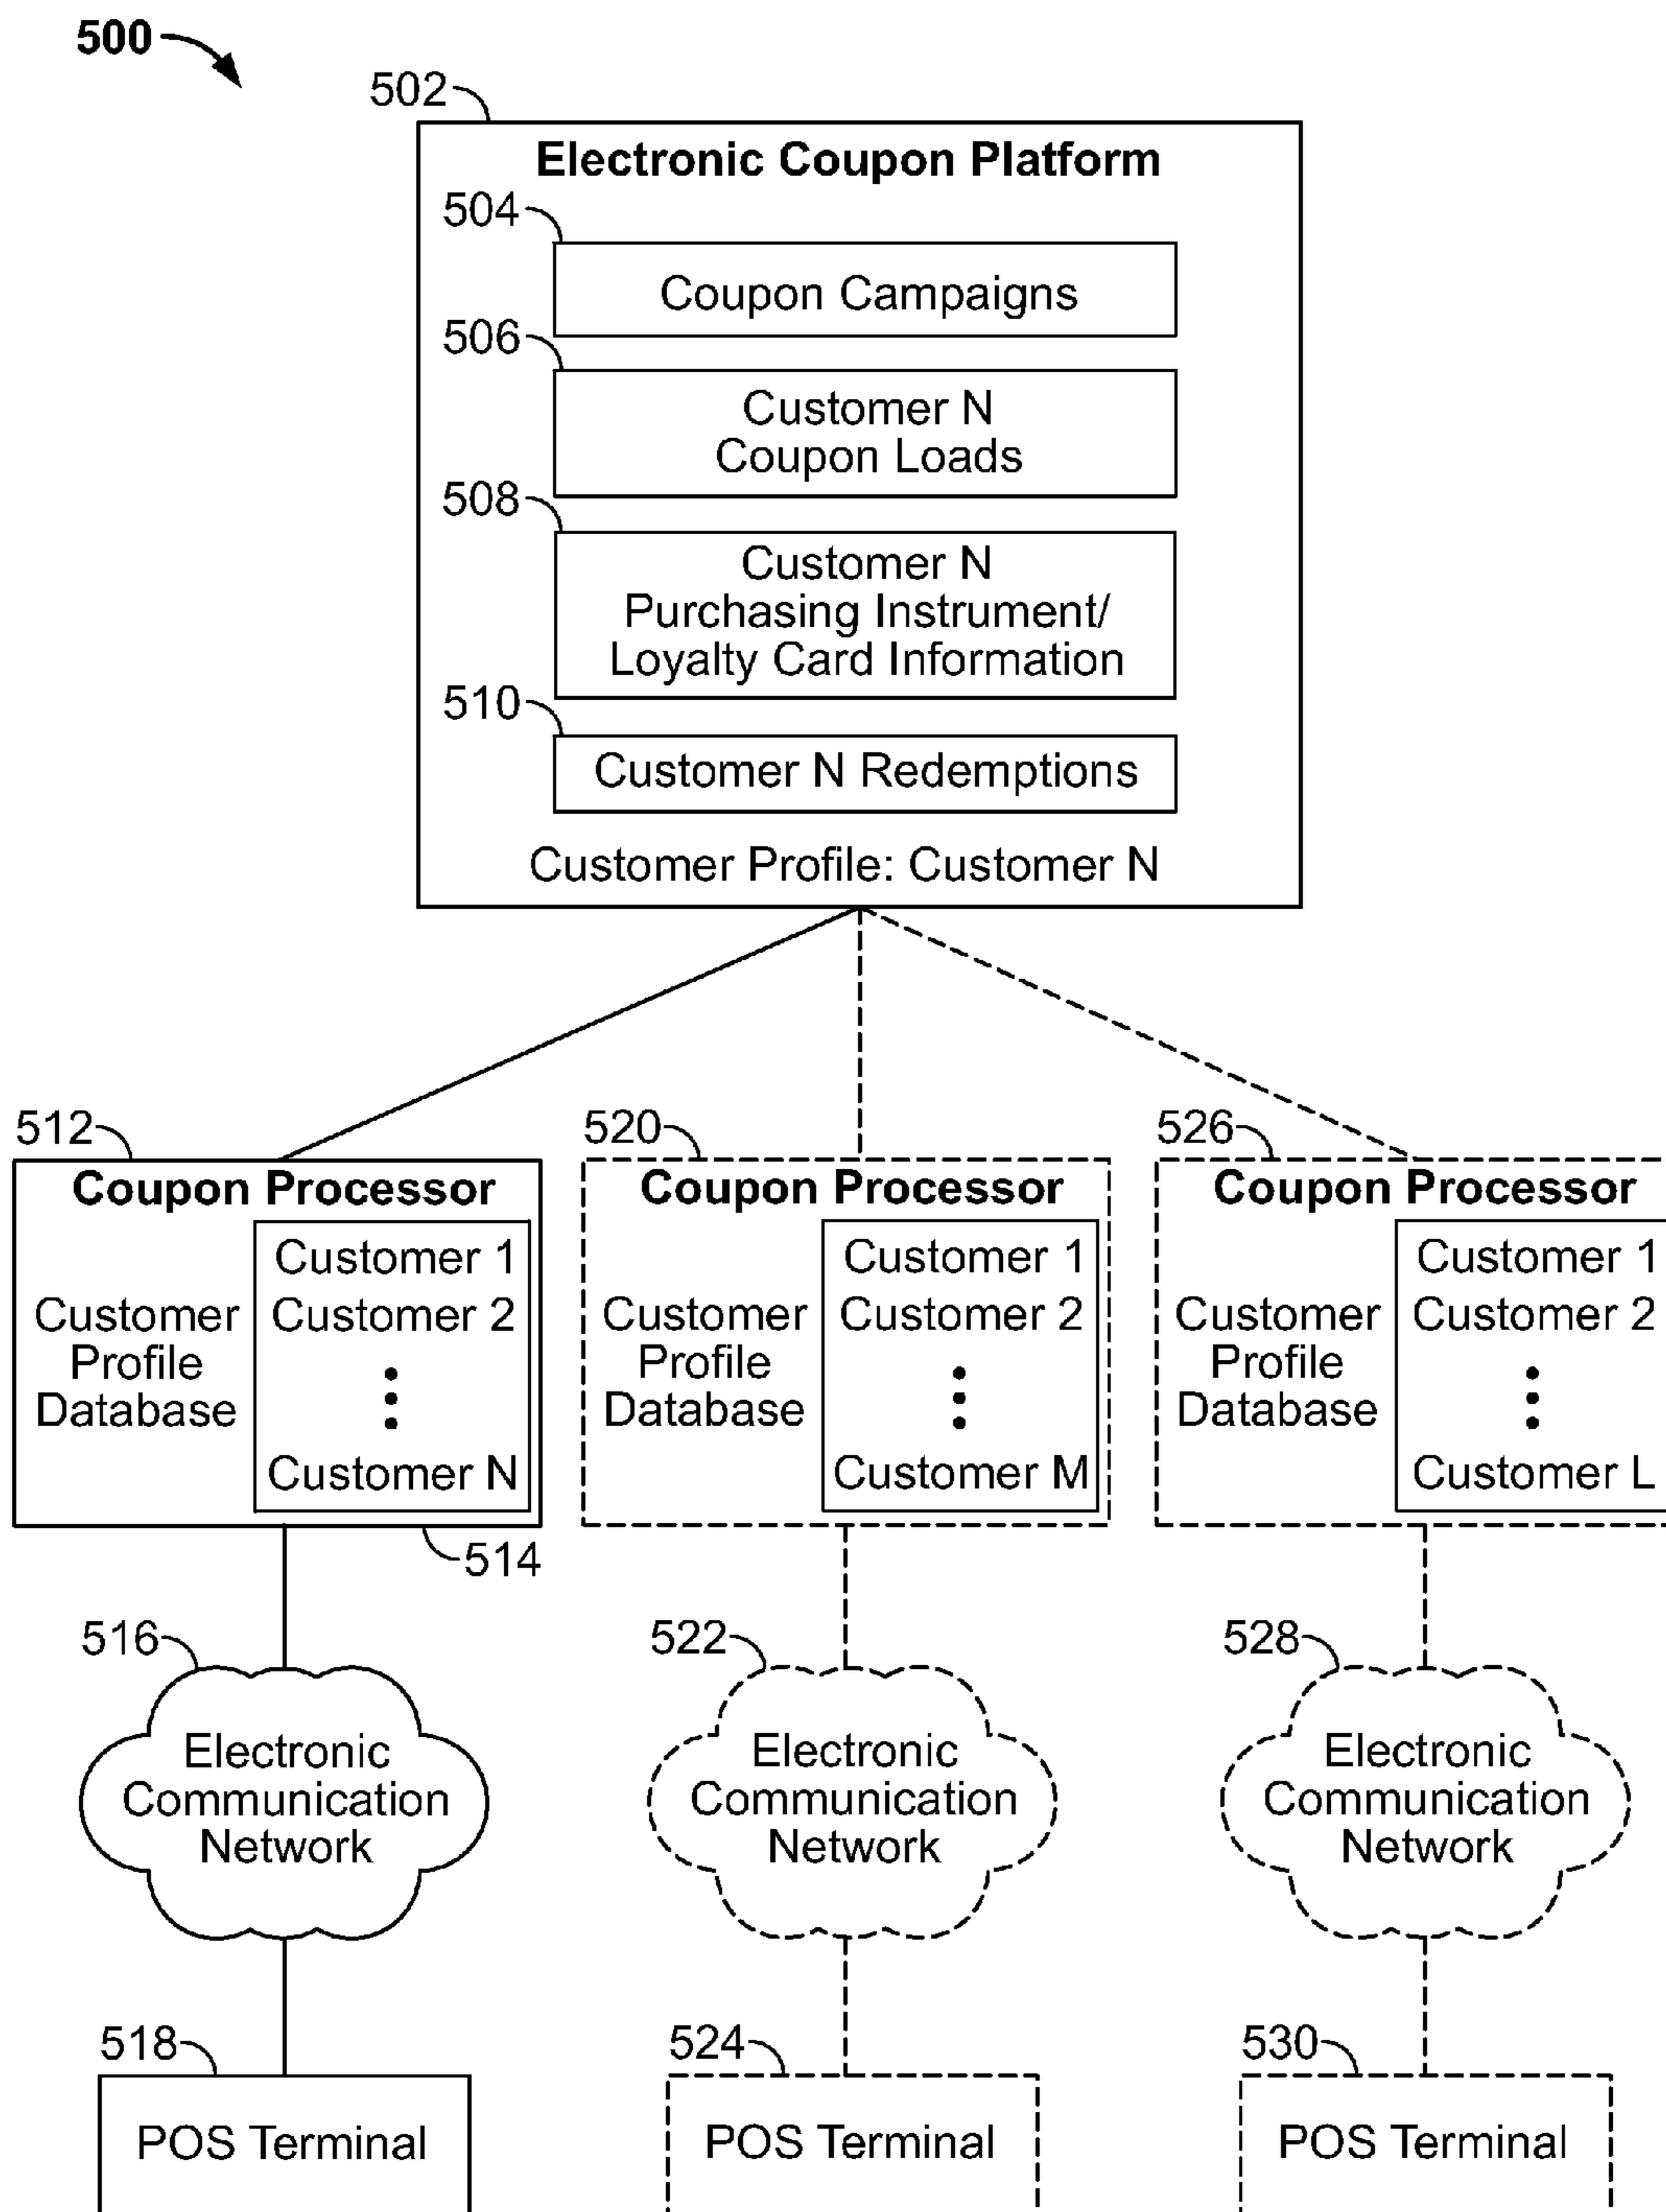 500
502
Electronic Coupon Platform
504
Coupon Campaigns
506
Customer N
Coupon Loads
508
Customer N
Purchasing Instrument/
Loyalty Card Information
510
Customer N Redemptions
Customer Profile: Customer N
512
Coupon Processor
Customer
Profile
Database
Customer 1
Customer 2
Customer N
514
520
Coupon Processor
Customer
Profile
Database
Customer 1
Customer 2
Customer M
526
Coupon Processor
Customer
Profile
Database
Customer 1
Customer 2
Customer L
516
Electronic
Communication
Network
522
Electronic
Communication
Network
528
Electronic
Communication
Network
518
POS Terminal
524
POS Terminal
530
POS Terminal